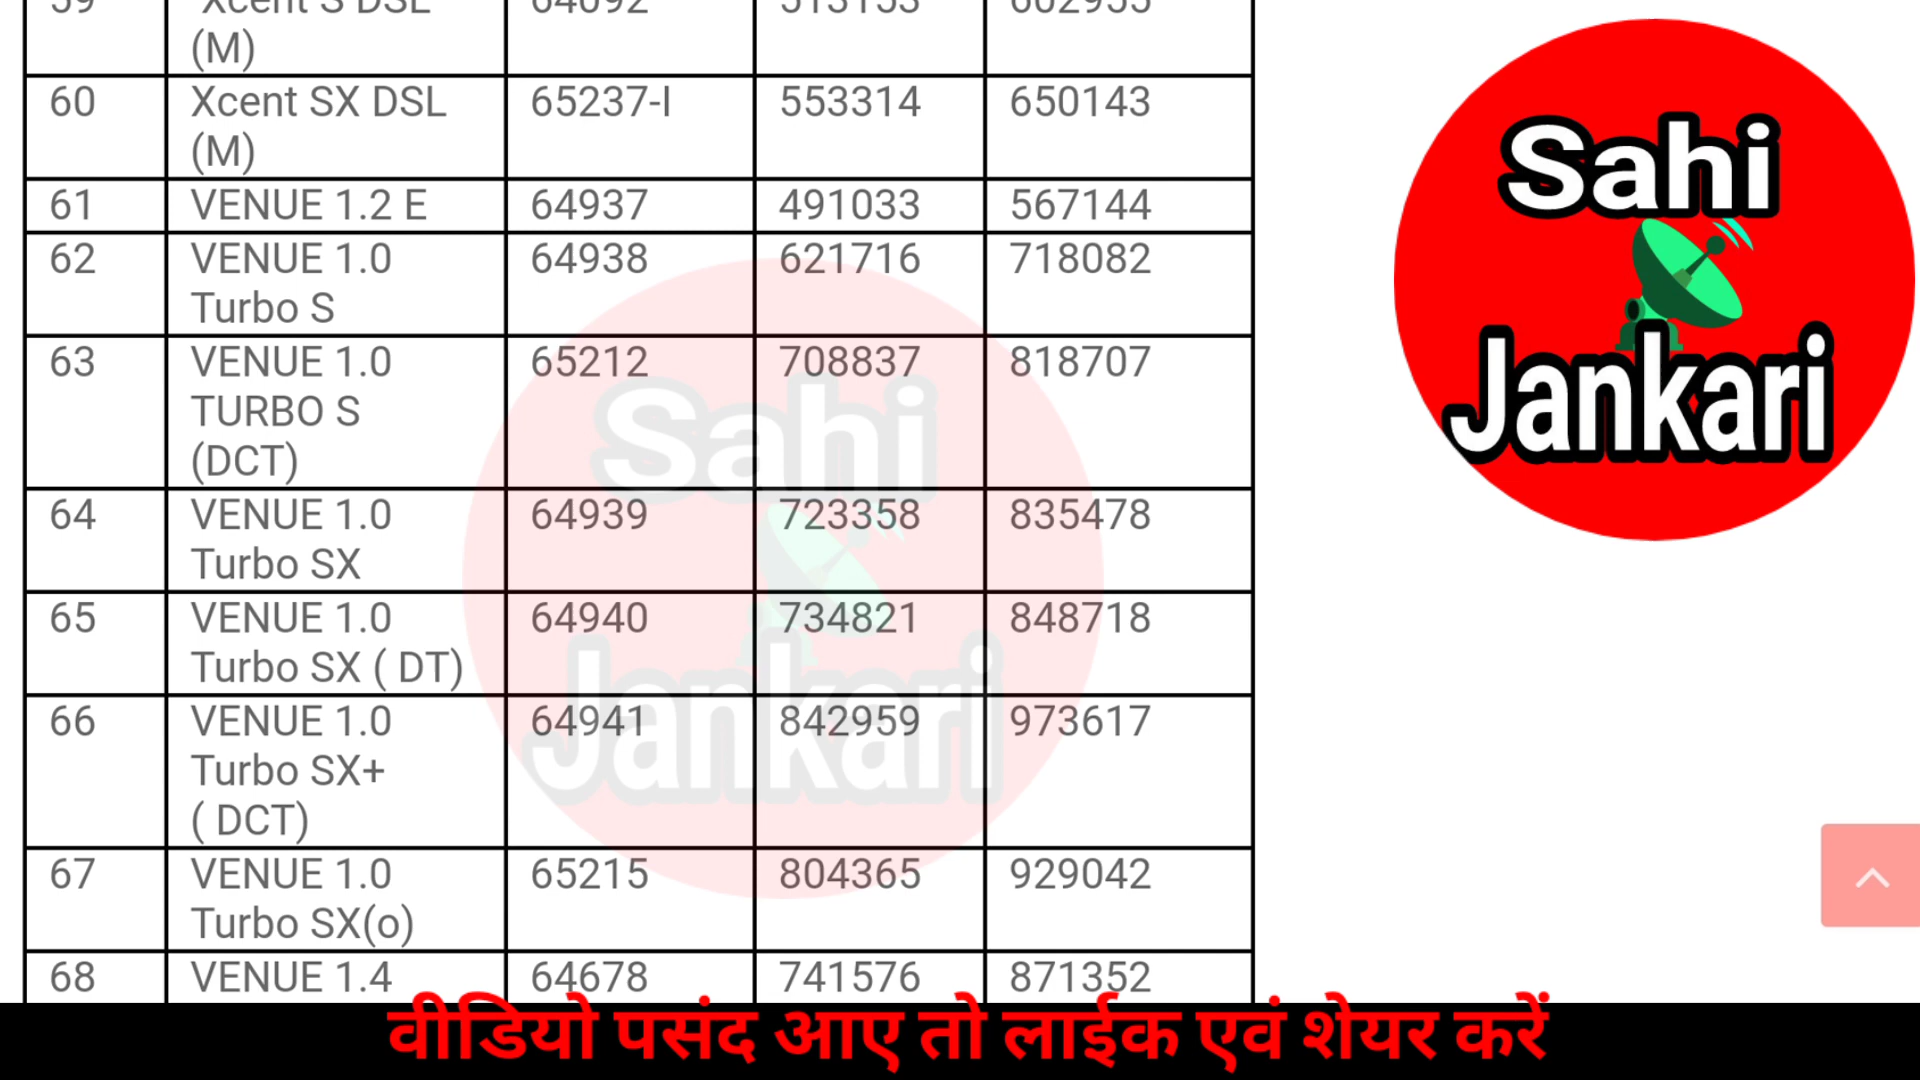 59 Xcent S DSL 64092 513153 602955
(M)
60 Xcent SX DSL 65237-I 553314 650143
(M)
61 VENUE 1.2 E 64937 491033 567144
62 VENUE 1.0 64938 621716 718082
Turbo S
63 VENUE 1.0 65212 708837 818707
TURBO S
(DCT)
64 VENUE 1.0 64939 723358 835478
Turbo SX
65 VENUE 1.0 64940 734821 848718
Turbo SX ( DT)
66 VENUE 1.0 64941 842959 973617
Turbo SX+
( DCT)
67 VENUE 1.0 65215 804365 929042
Turbo SX(o)
68 VENUE 1.4 64678 741576 871352
Sahi
Jankari
Sahi
Jankari
वीडियो पसंद आए तो लाईक एवं शेयर करें